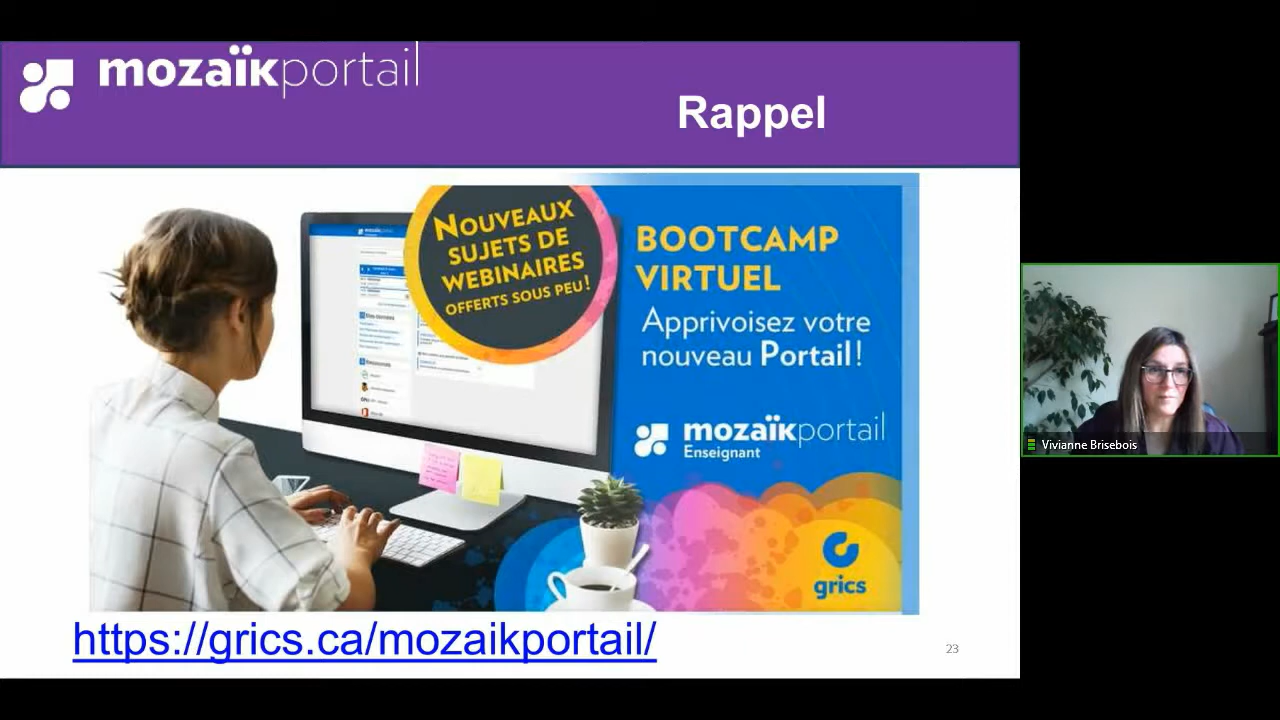 mozaïkportail
Rappel
NOUVEAUX
SUJETS DE
WEBINAIRES
OFFERTS SOUS PEU!
BOOTCAMP
VIRTUEL
Apprivoisez votre
nouveau Portail!
mozaïkportail
Enseignant
grics
https://grics.ca/mozaikportail/
23
Vivianne Brisebois